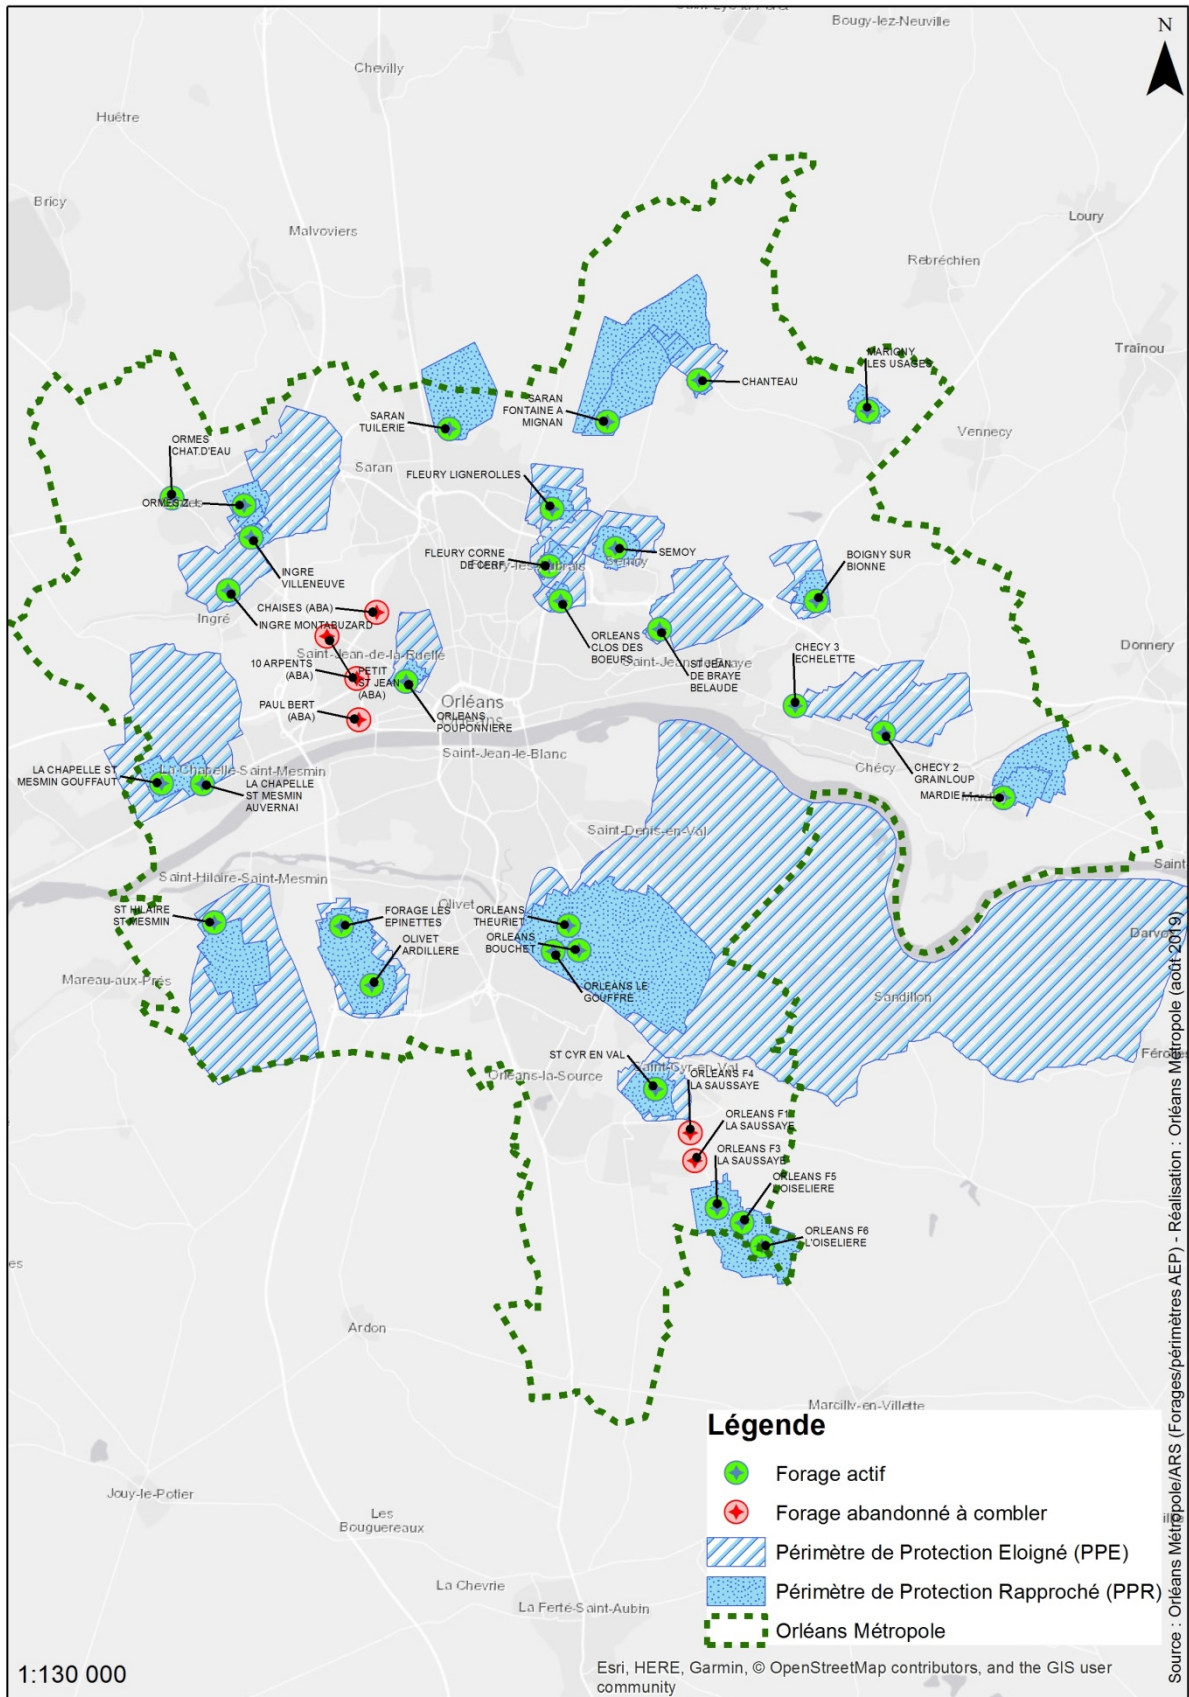 Bougy-lez-Neuville
N
Chevilly
Huêtre
Bricy
Loury
Malvoviers
Rebréchien
Traînou
MARIGNY
LES USAGES
CHANTEAU
SARAN
FONTAINE A
MIGNAN
SARAN
TUILERIE
Vennecy
ORMES
CHAT.D'EAU
Saran
FLEURY LIGNEROLLES
ORMES 2
SEMOY
Semoy
FLEURY CORNE
DE CERF
BOIGNY SUR
BIONNE
INGRE
VILLENEUVE
CHAISES (ABA)
Ingré
INGRE MONTABUZARD
ORLEANS
CLOS DES
BOEUFS
Saint-Jean-de-la-Ruelle
Saint-Jean-de-Braye
ST JEAN
DE BRAYE
BELAUDE
Donnery
CHECY 3
ECHELETTE
10 ARPENTS
(ABA)
PETIT
ST JEAN
(ABA)
Orléans
Orléans
PAUL BERT
(ABA)
ORLEANS
POUPONNIERE
Saint-Jean-le-Blanc
Chécy
CHECY 2
GRAINLOUP
LA CHAPELLE ST
MESMIN GOUFFAUT
La Chapelle-Saint-Mesmin
LA CHAPELLE
ST MESMIN
AUVERNAI
MARDIE
Saint-Denis-en-Val
Saint
Saint-Hilaire-Saint-Mesmin
Olivet
ST HILAIRE
ST MESMIN
FORAGE LES
EPINETTES
ORLEANS
THEURIET
ORLEANS
BOUCHET
OLIVET
ARDILLERE
Darvo
Mareau-aux-Prés
ORLEANS LE
GOUFFRE
Sandillon
ST CYR EN VAL
Saint-Cyr-en-Val
Férolles
Orléans-la-Source
ORLEANS F4
LA SAUSSAYE
ORLEANS F1
LA SAUSSAYE
ORLEANS F3
LA SAUSSAYE
ORLEANS F5
L'OISELIERE
ORLEANS F6
L'OISELIERE
es
Ardon
Marcilly-en-Villette
Jouy-le-Potier
Les
Bouguereaux
La Chevrie
La Ferté-Saint-Aubin
Légende
Forage actif
Forage abandonné à combler
Périmètre de Protection Eloigné (PPE)
Périmètre de Protection Rapproché (PPR)
Orléans Métropole
1:130 000
Esri, HERE, Garmin, © OpenStreetMap contributors, and the GIS user
community
Source : Orléans Métropole/ARS (Forages/périmètres AEP) - Réalisation : Orléans Métropole (août 2019)